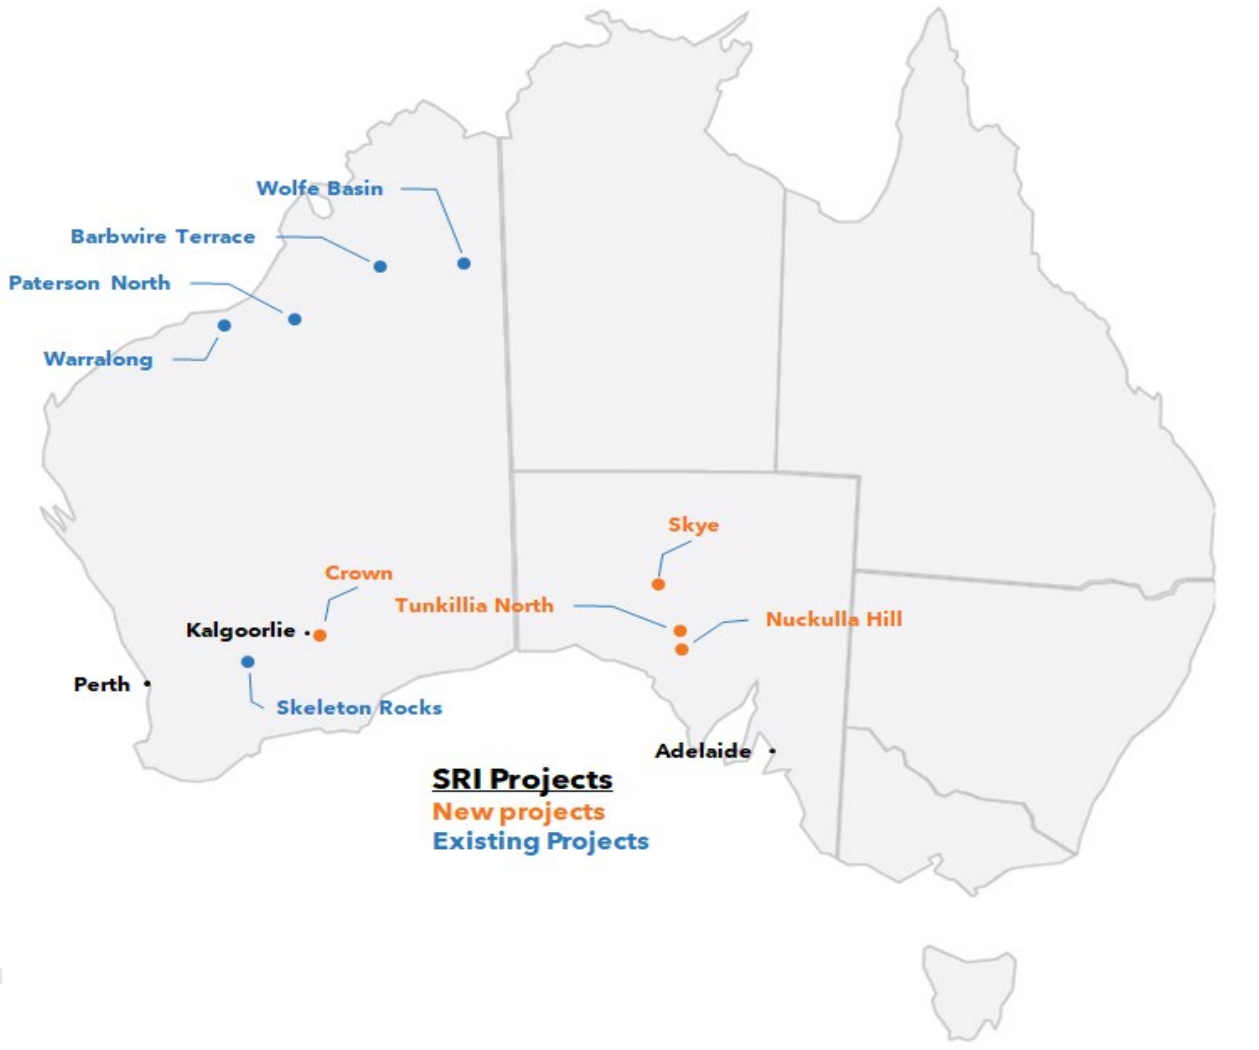 Wolfe Basin
Barbwire Terrace
Paterson North
Warralong
Skye
Crown
Tunkillia North
Nuckulla Hill
Kalgoorlie
Perth
Skeleton Rocks
Adelaide
SRI Projects
New projects
Existing Projects